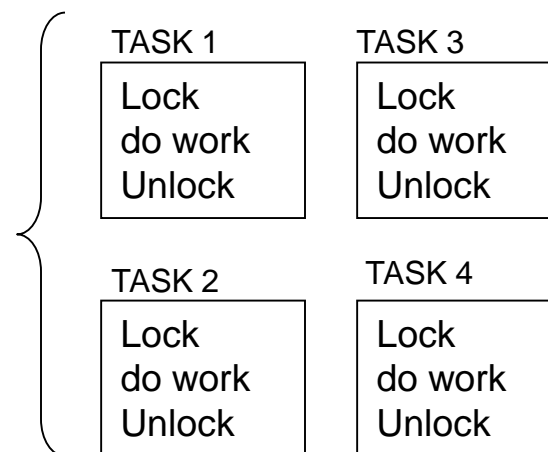 TASK 1
Lock
do work
Unlock
TASK 3
Lock
do work
Unlock
TASK 2
Lock
do work
Unlock
TASK 4
Lock
do work
Unlock